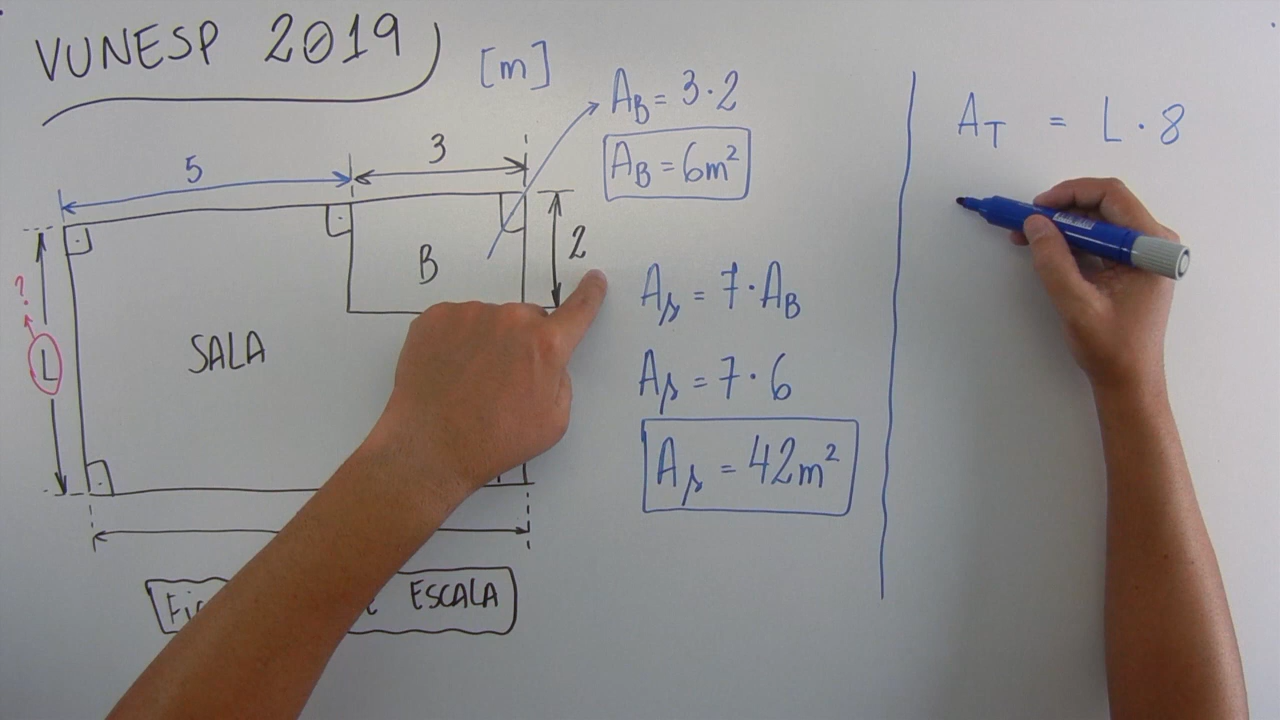 VUNESP 2019
[m]
5
3
2
B
SALA
?
L
ESCALA
A_B = 3·2
A_B = 6m²
A_s = 7·A_B
A_s = 7·6
A_s = 42m²
A_T = L·8